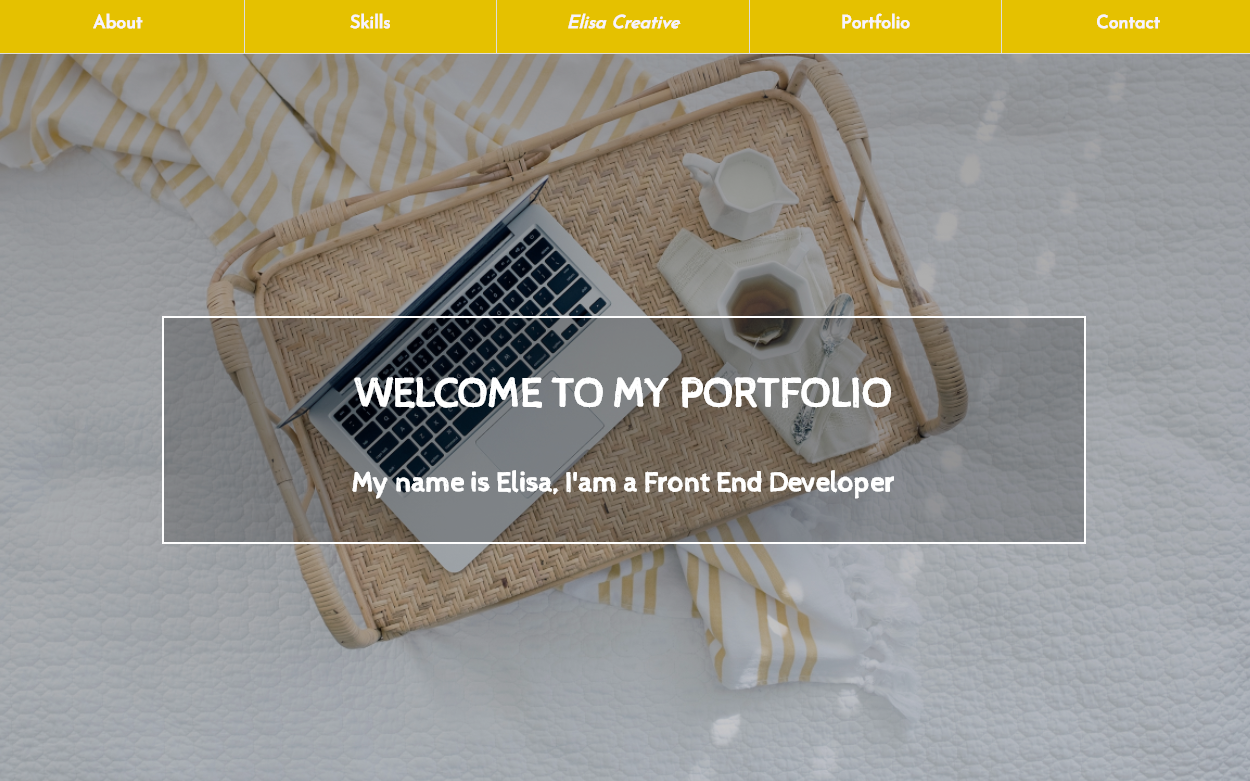 About
Skills
Elisa Creative
Portfolio
Contact
WELCOME TO MY PORTFOLIO
My name is Elisa, I'am a Front End Developer